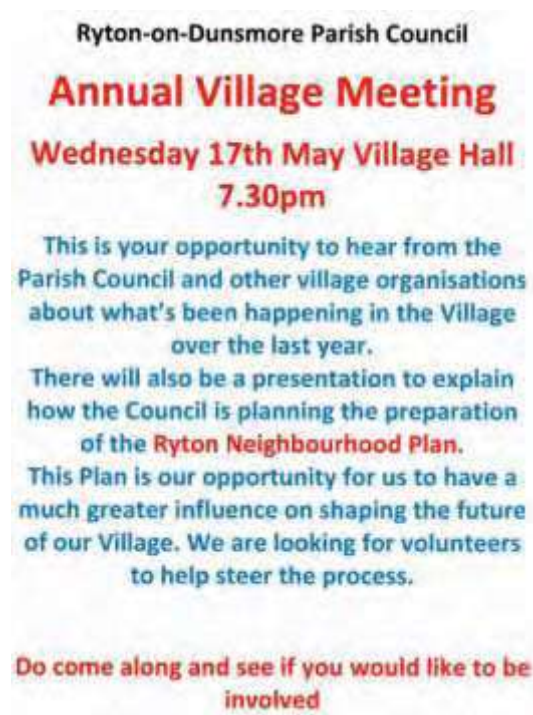 Ryton-on-Dunsmore Parish Council
Annual Village Meeting
Wednesday 17th May Village Hall
7.30pm
This is your opportunity to hear from the
Parish Council and other village organisations
about what's been happening in the Village
over the last year.
There will also be a presentation to explain
how the Council is planning the preparation
of the Ryton Neighbourhood Plan.
This Plan is our opportunity for us to have a
much greater influence on shaping the future
of our Village. We are looking for volunteers
to help steer the process.
Do come along and see if you would like to be
involved